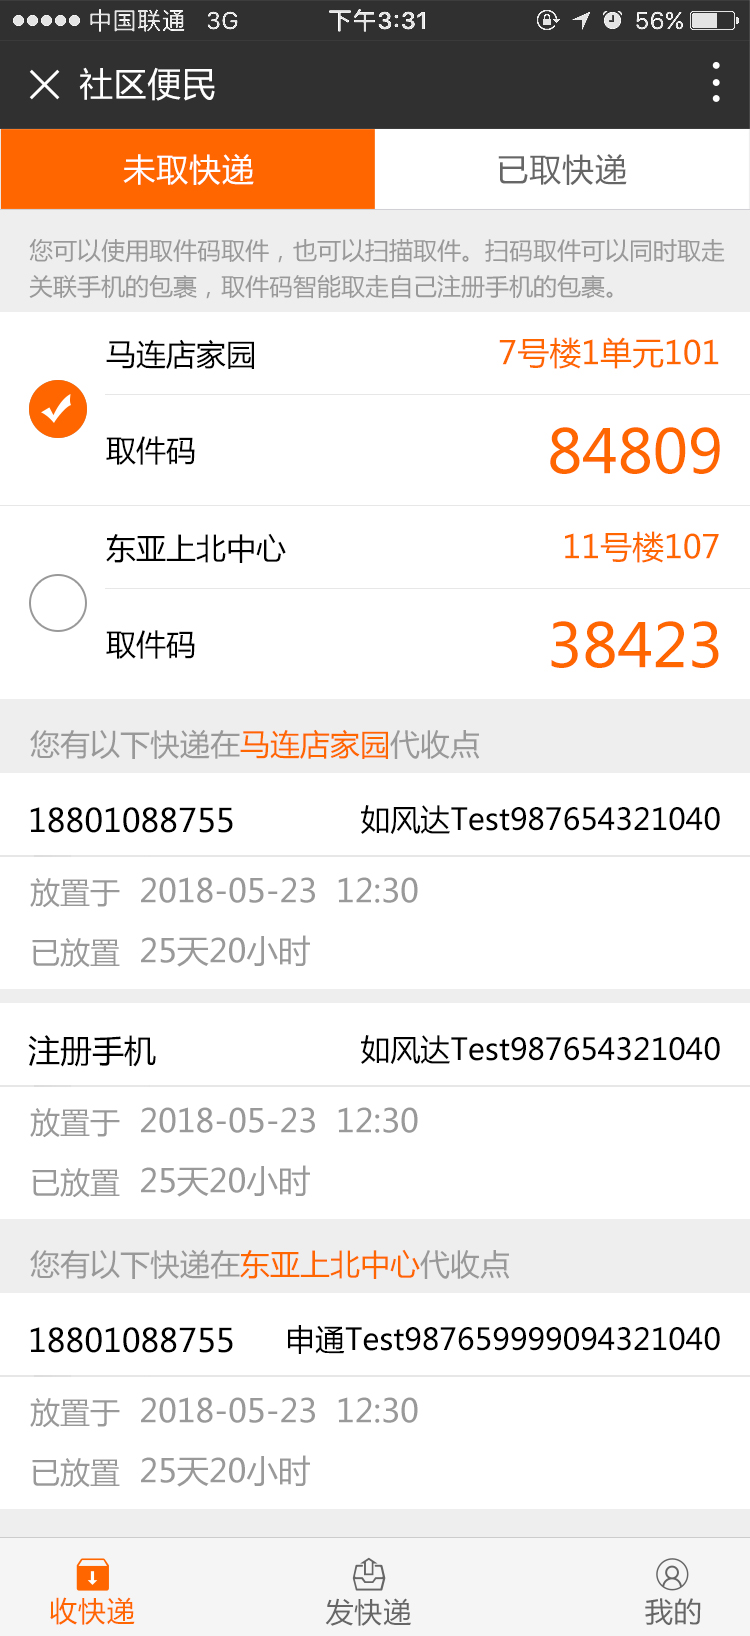 中国联通 3G 下午3:31 56%
社区便民
未取快递 已取快递
您可以使用取件码取件，也可以扫描取件。扫码取件可以同时取走
关联手机的包裹，取件码智能取走自己注册手机的包裹。
马连店家园 7号楼1单元101
取件码 84809
东亚上北中心 11号楼107
取件码 38423
您有以下快递在马连店家园代收点
18801088755 如风达Test987654321040
放置于 2018-05-23 12:30
已放置 25天20小时
注册手机 如风达Test987654321040
放置于 2018-05-23 12:30
已放置 25天20小时
您有以下快递在东亚上北中心代收点
18801088755 申通Test987659999094321040
放置于 2018-05-23 12:30
已放置 25天20小时
收快递 发快递 我的